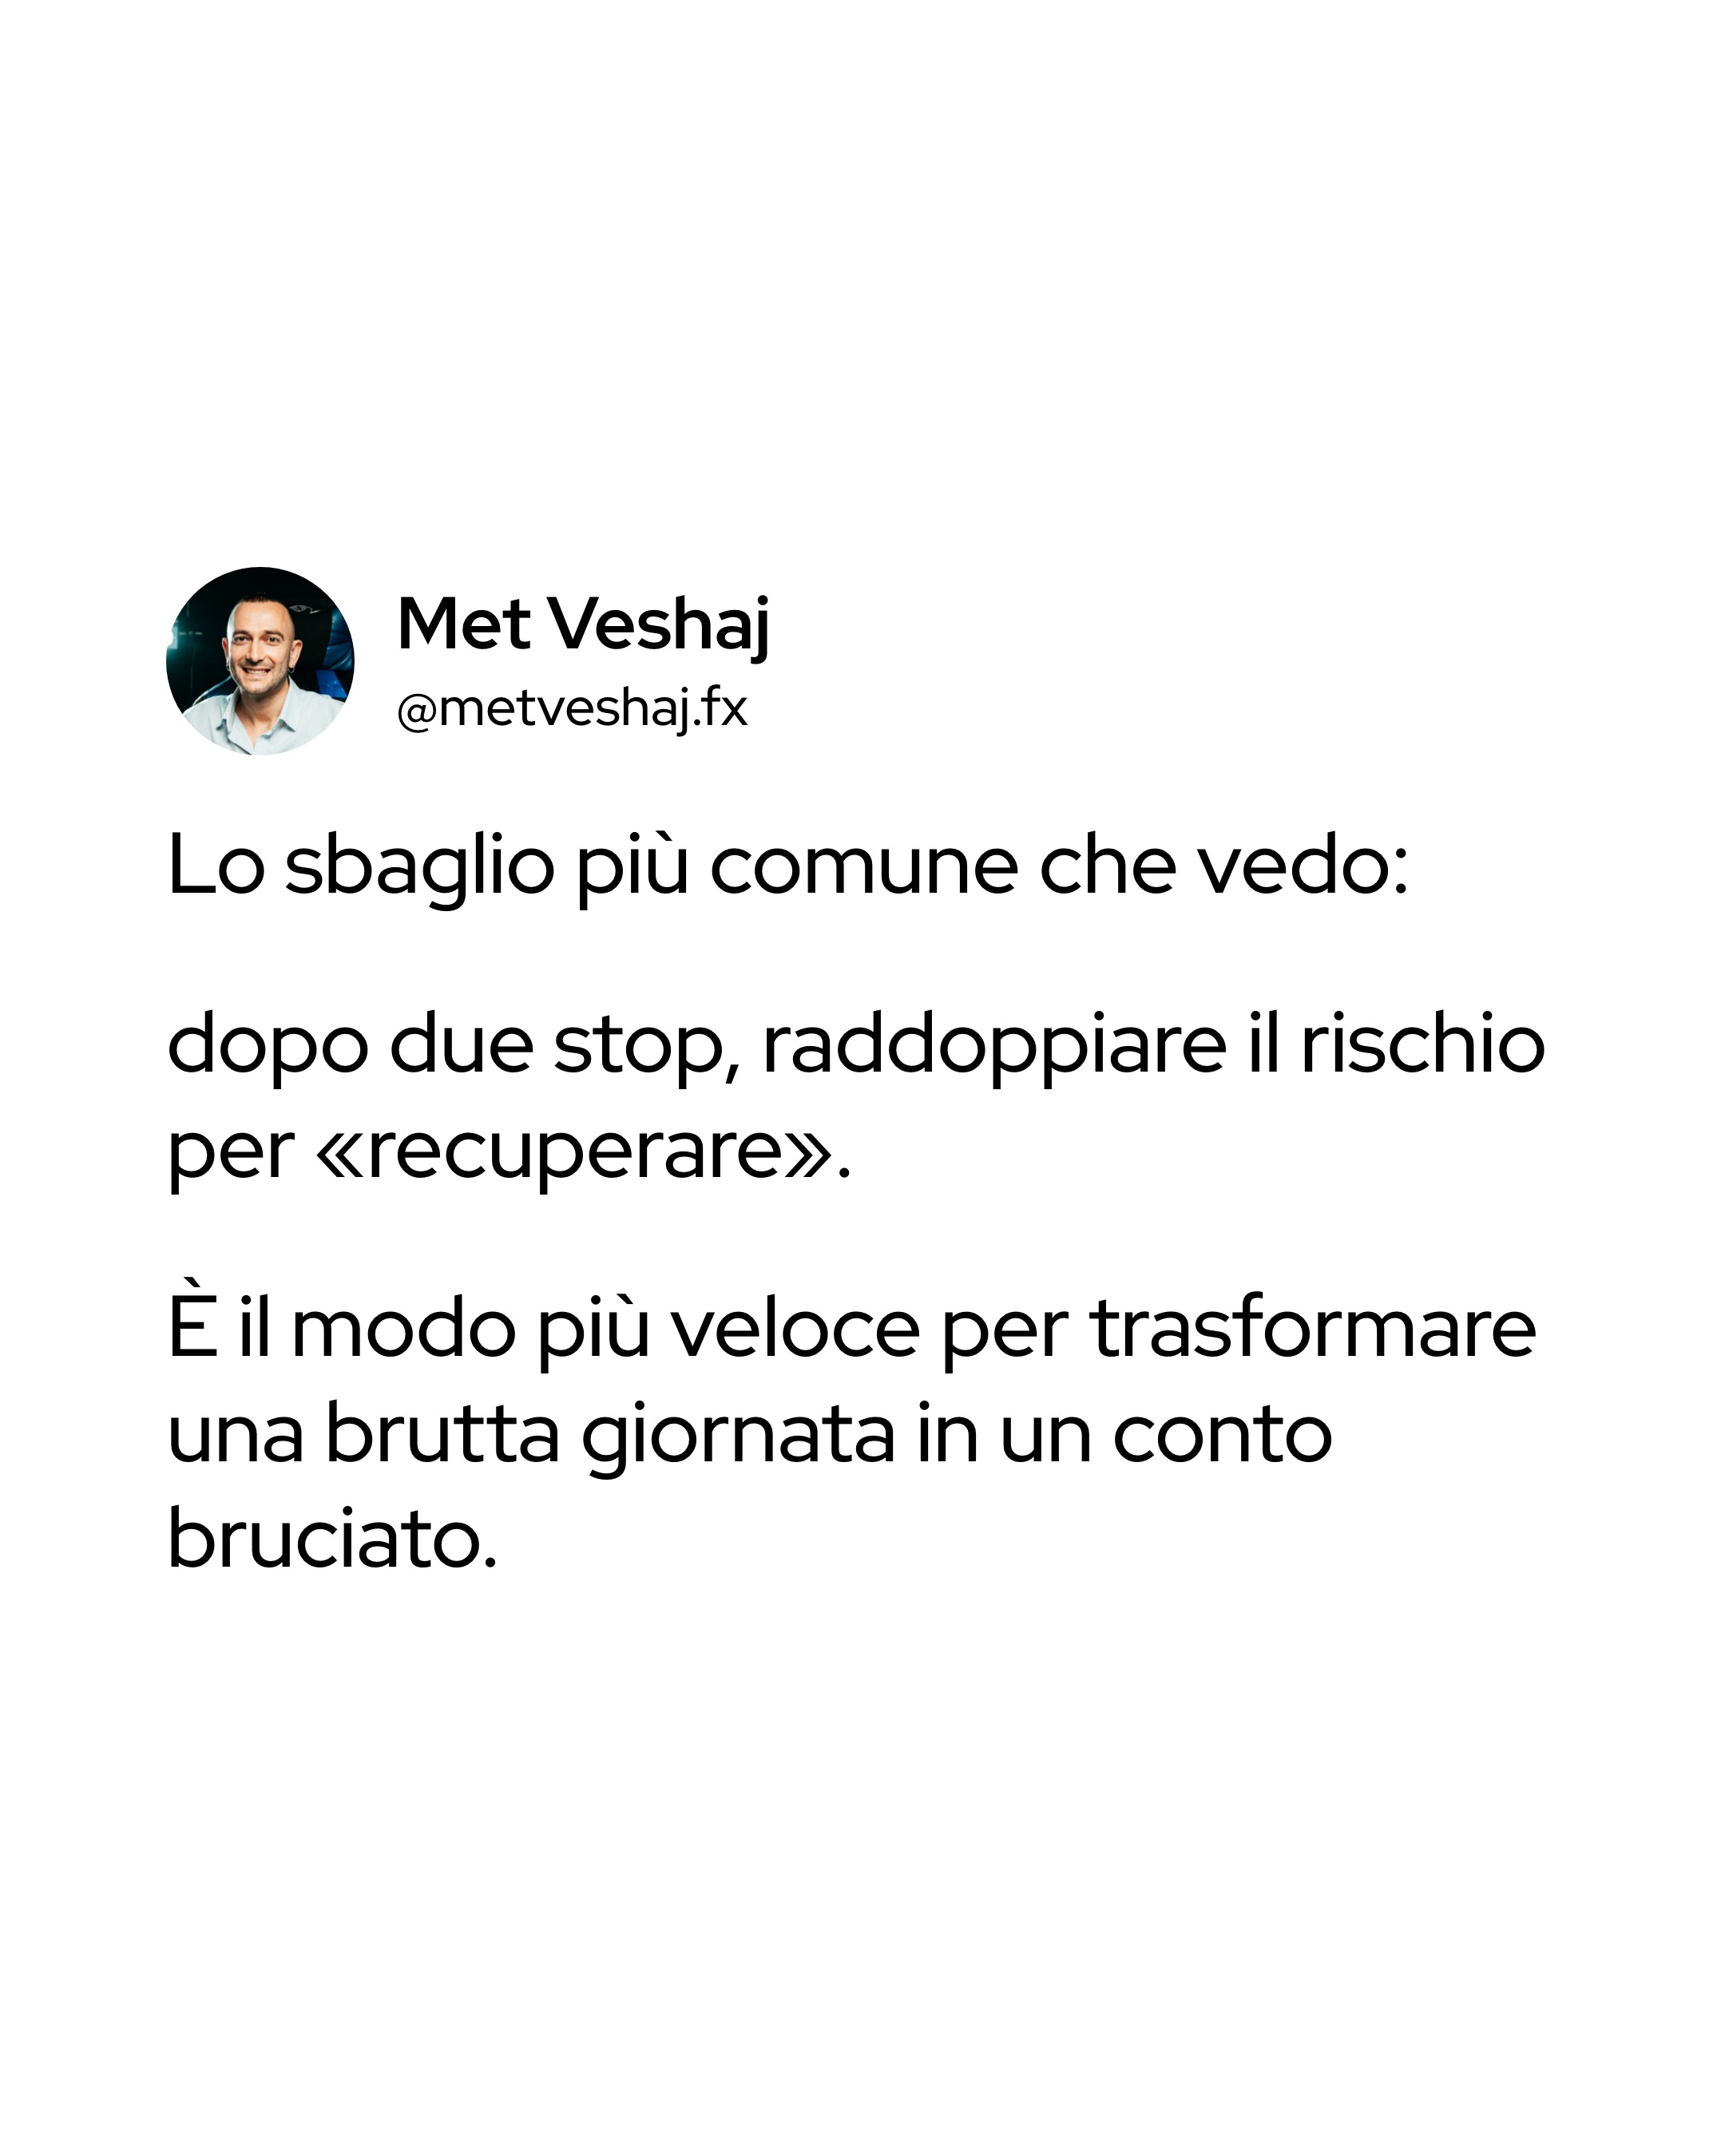 Met Veshaj
@metveshaj.fx
Lo sbaglio più comune che vedo:
dopo due stop, raddoppiare il rischio
per «recuperare».
È il modo più veloce per trasformare
una brutta giornata in un conto
bruciato.